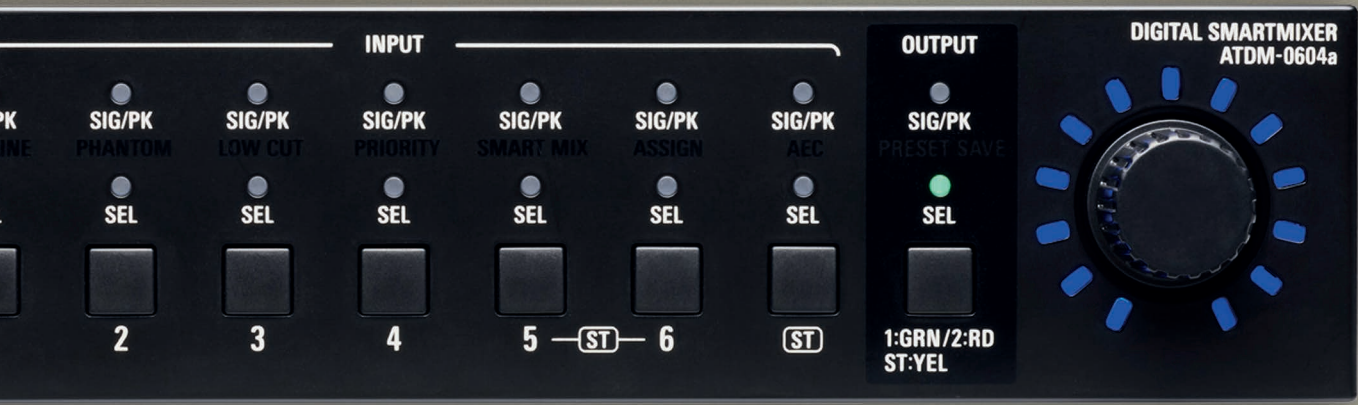 INPUT
OUTPUT
DIGITAL SMARTMIXER
ATDM-0604a
SIG/PK SIG/PK SIG/PK SIG/PK SIG/PK SIG/PK SIG/PK
PHANTOM LOW CUT PRIORITY SMART MIX ASSIGN AEC PRESET SAVE
SEL SEL SEL SEL SEL SEL SEL
2 3 4 5 ST 6 ST
1:GRN/2:RD
ST:YEL